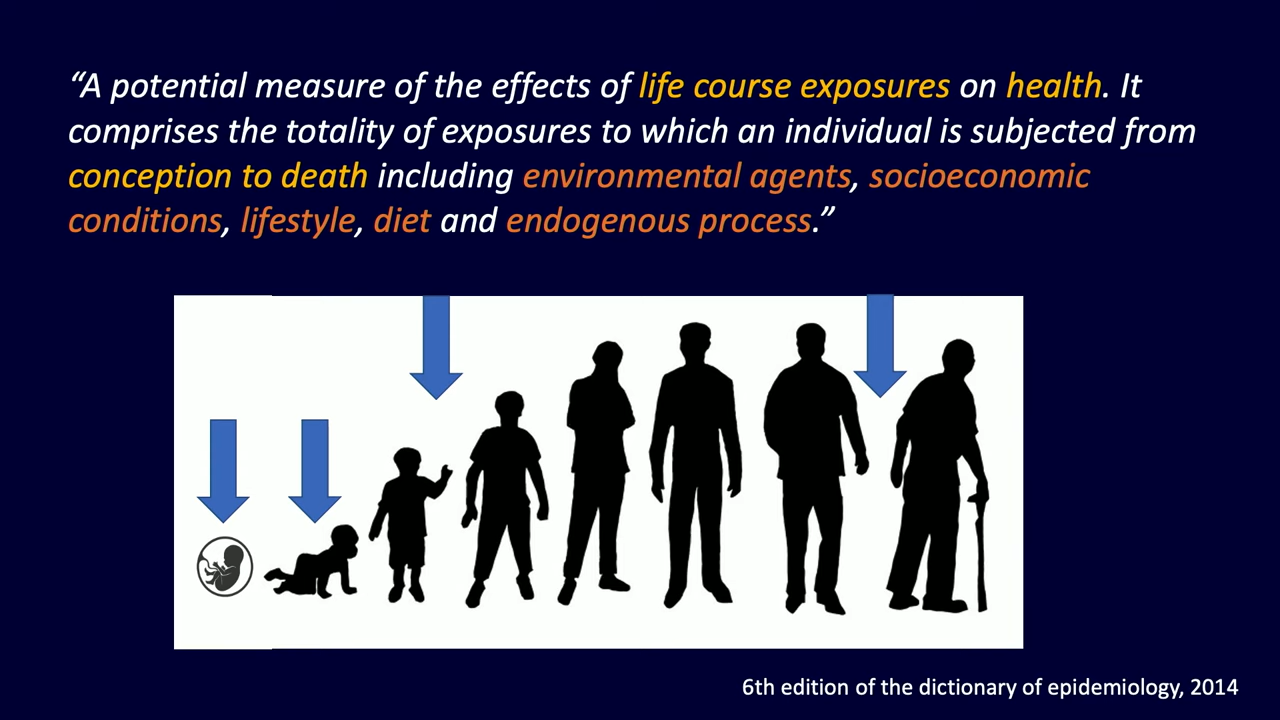 “A potential measure of the effects of life course exposures on health. It
comprises the totality of exposures to which an individual is subjected from
conception to death including environmental agents, socioeconomic
conditions, lifestyle, diet and endogenous process.”
6th edition of the dictionary of epidemiology, 2014